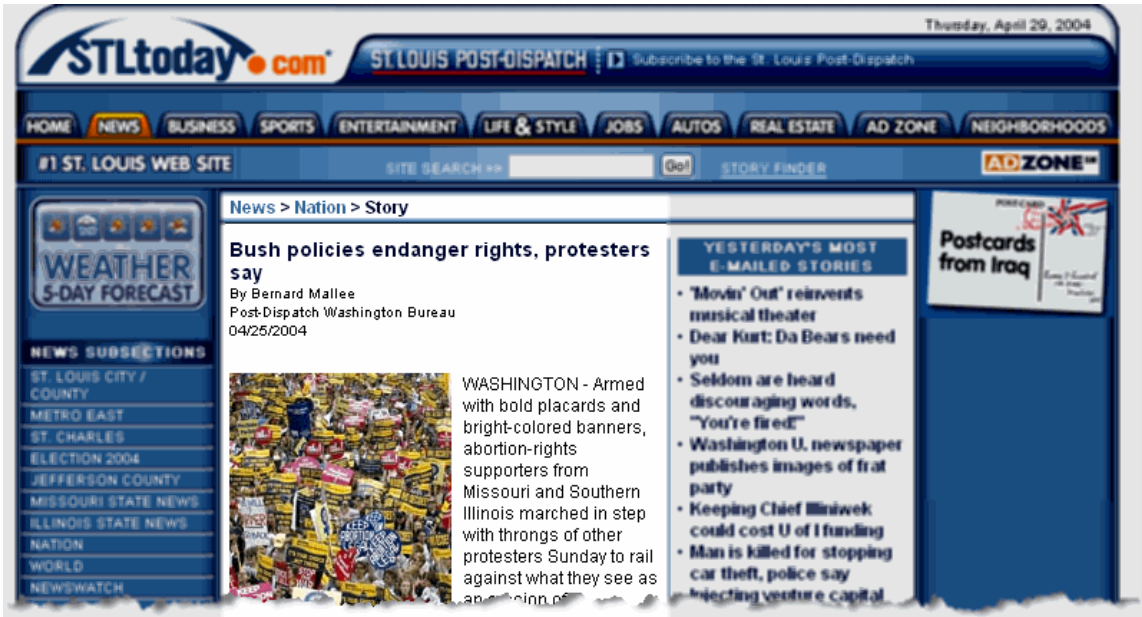 Thursday, April 29, 2004
STLtoday.com
ST. LOUIS POST-DISPATCH
Subscribe to the St. Louis Post-Dispatch
HOME NEWS BUSINESS SPORTS ENTERTAINMENT LIFE & STYLE JOBS AUTOS REAL ESTATE AD ZONE NEIGHBORHOODS
#1 ST. LOUIS WEB SITE
SITE SEARCH >>
Go!
STORY FINDER
ADZONE
WEATHER
5-DAY FORECAST
NEWS SUBSECTIONS
ST. LOUIS CITY /
COUNTY
METRO EAST
ST. CHARLES
ELECTION 2004
JEFFERSON COUNTY
MISSOURI STATE NEWS
ILLINOIS STATE NEWS
NATION
WORLD
NEWSWATCH
News > Nation > Story
Bush policies endanger rights, protesters
say
By Bernard Mallee
Post-Dispatch Washington Bureau
04/25/2004
KEEP
ABORTION
WASHINGTON - Armed
with bold placards and
bright-colored banners,
abortion-rights
supporters from
Missouri and Southern
Illinois marched in step
with throngs of other
protesters Sunday to rail
against what they see as
YESTERDAY'S MOST
E-MAILED STORIES
• 'Movin' Out' reinvents
musical theater
• Dear Kurt: Da Bears need
you
• Seldom are heard
discouraging words,
"You're fired!"
• Washington U. newspaper
publishes images of frat
party
• Keeping Chief Illiniwek
could cost U of I funding
• Man is killed for stopping
car theft, police say
• Injecting venture capital
POSTCARD
Postcards
from Iraq